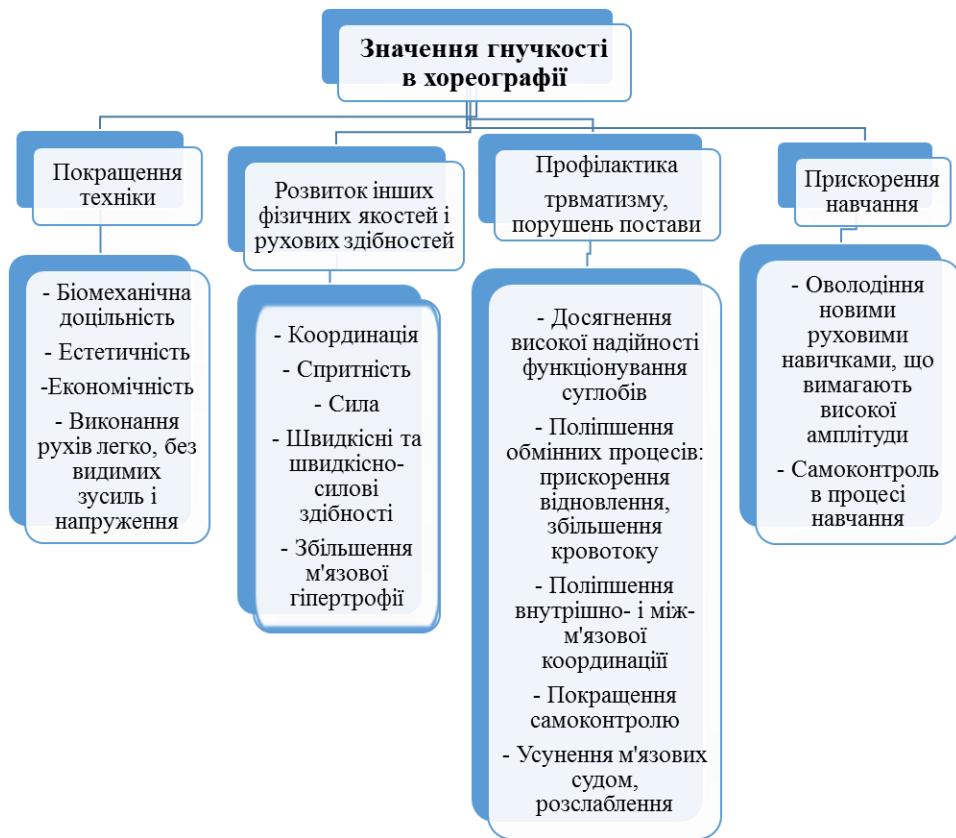 Значення гнучкості
в хореографії
Покращення
техніки
- Біомеханічна
доцільність
- Естетичність
-Економічність
- Виконання
рухів легко, без
видимих
зусиль і
напруження
Розвиток інших
фізичних якостей і
рухових здібностей
- Координація
- Спритність
- Сила
- Швидкісні та
швидкісно-
силові
здібності
- Збільшення
м'язової
гіпертрофії
Профілактика
трвматизму,
порушень постави
- Досягнення
високої надійності
функціонування
суглобів
- Поліпшення
обмінних процесів:
прискорення
відновлення,
збільшення
кровотоку
- Поліпшення
внутрішно- і між-
м'язової
координаціїї
- Покращення
самоконтролю
- Усунення м'язових
судом,
розслаблення
Прискорення
навчання
- Оволодіння
новими
руховими
навичками, що
вимагають
високої
амплітуди
- Самоконтроль
в процесі
навчання